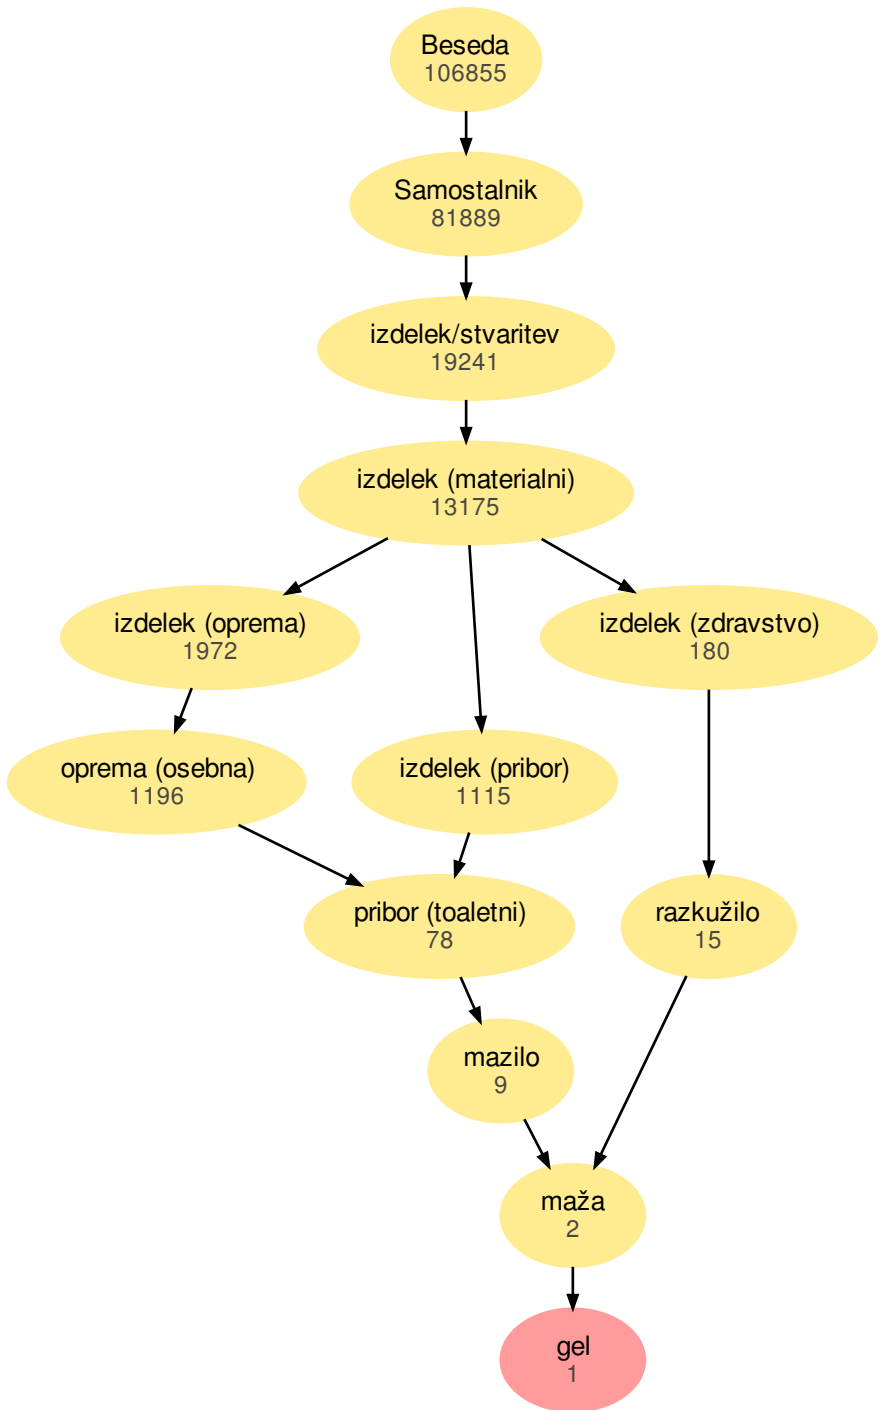 Beseda
106855
Samostalnik
81889
izdelek/stvaritev
19241
izdelek (materialni)
13175
izdelek (oprema)
1972
izdelek (zdravstvo)
180
oprema (osebna)
1196
izdelek (pribor)
1115
pribor (toaletni)
78
razkužilo
15
mazilo
9
maža
2
gel
1